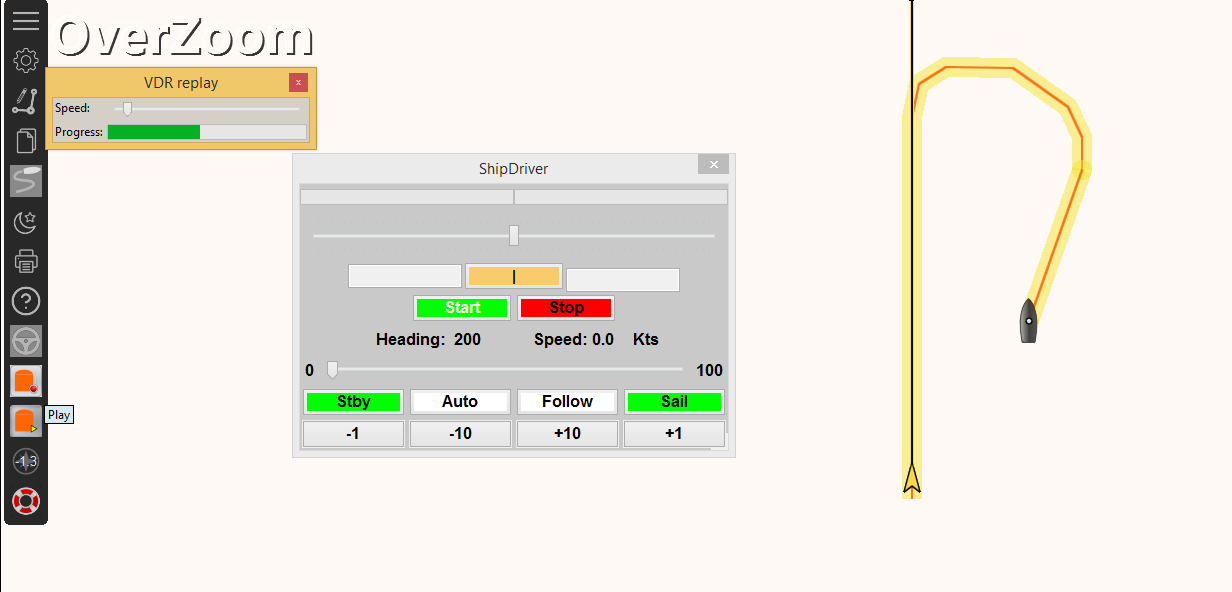 OverZoom
VDR replay
x
Speed:
Progress:
ShipDriver
×
Start Stop
Heading: 200 Speed: 0.0 Kts
0 100
Stby Auto Follow Sail
-1 -10 +10 +1
?
Play
-1.3